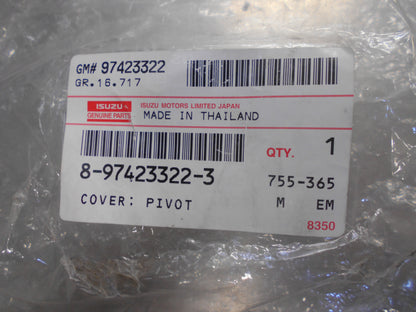 GM# 97423322
GR.16.717
ISUZU
GENUINE PARTS
ISUZU MOTORS LIMITED JAPAN
MADE IN THAILAND
QTY. 1
8-97423322-3
755-365
COVER: PIVOT
M EM
8350